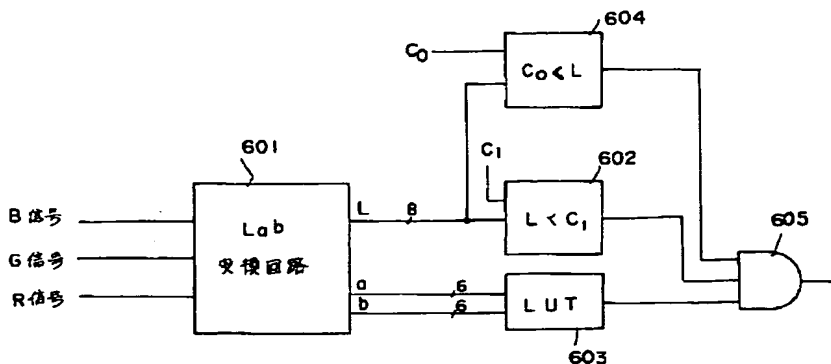 604
C₀
C₀ ≤ L
601
602
C₁
B信号
L
8
Lab
L < C₁
605
G信号
変換回路
R信号
a
6
b
6
LUT
603